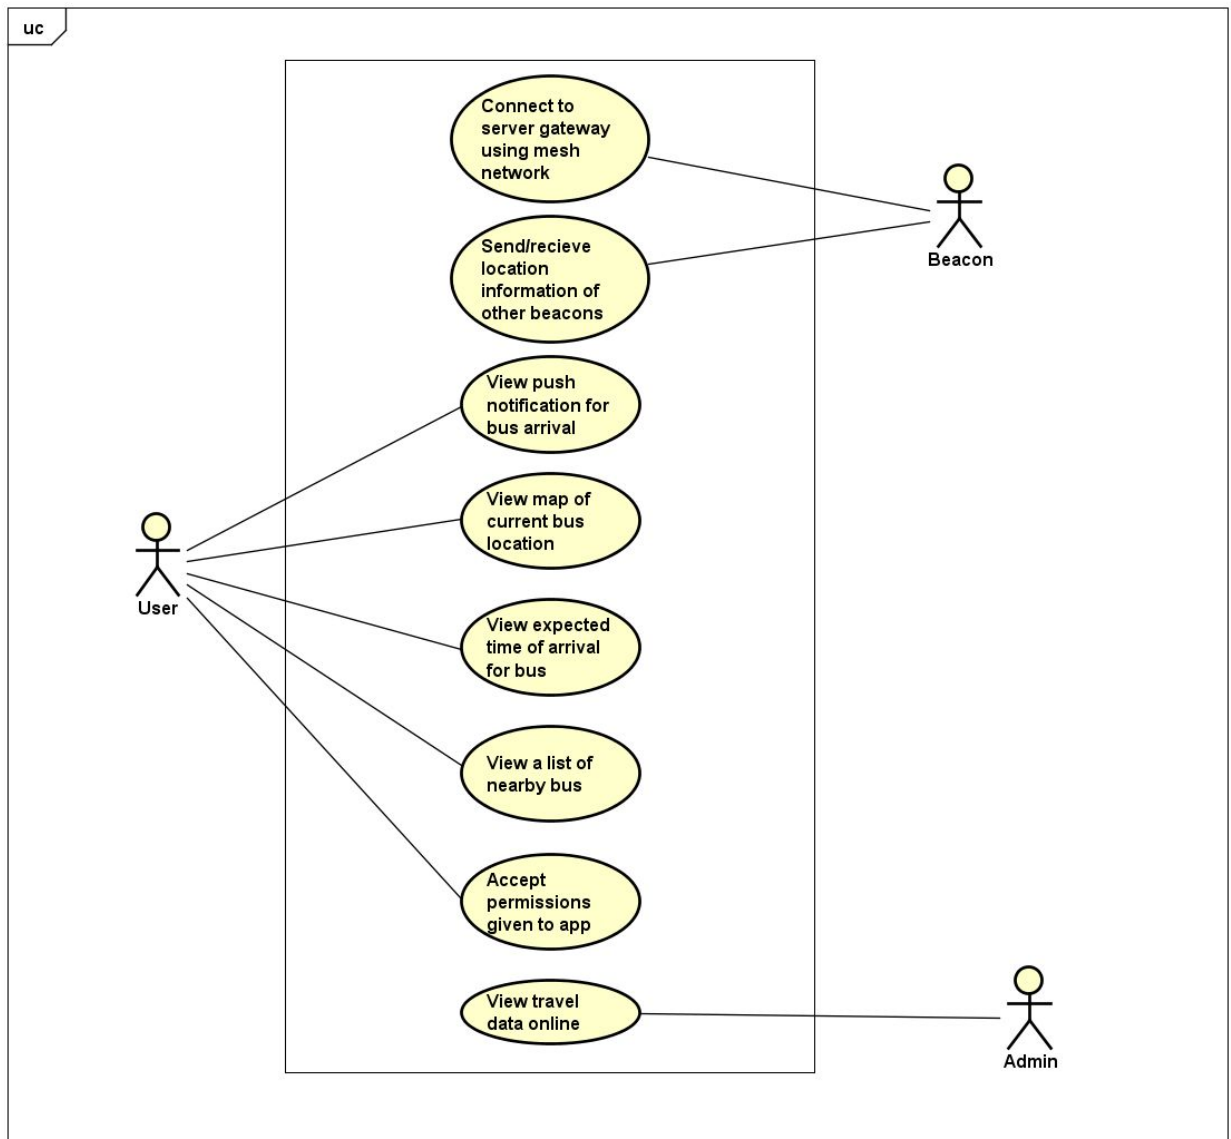 uc
Connect to
server gateway
using mesh
network
Beacon
Send/recieve
location
information of
other beacons
View push
notification for
bus arrival
View map of
current bus
location
User
View expected
time of arrival
for bus
View a list of
nearby bus
Accept
permissions
given to app
View travel
data online
Admin